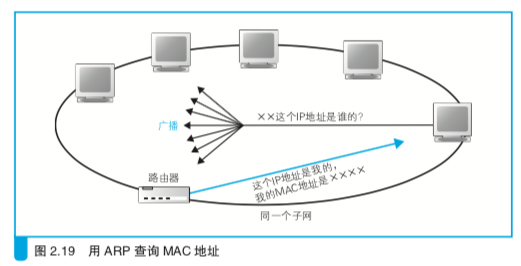 ××这个IP地址是谁的？
广播
路由器
这个IP地址是我的，
我的MAC地址是××××
同一个子网
图 2.19 用 ARP 查询 MAC 地址